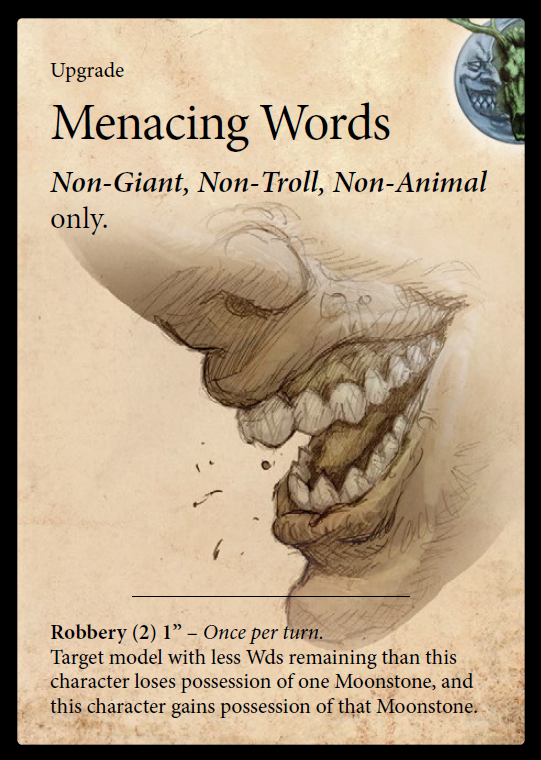 Upgrade
Menacing Words
Non-Giant, Non-Troll, Non-Animal
only.
Robbery (2) 1” – Once per turn.
Target model with less Wds remaining than this
character loses possession of one Moonstone, and
this character gains possession of that Moonstone.